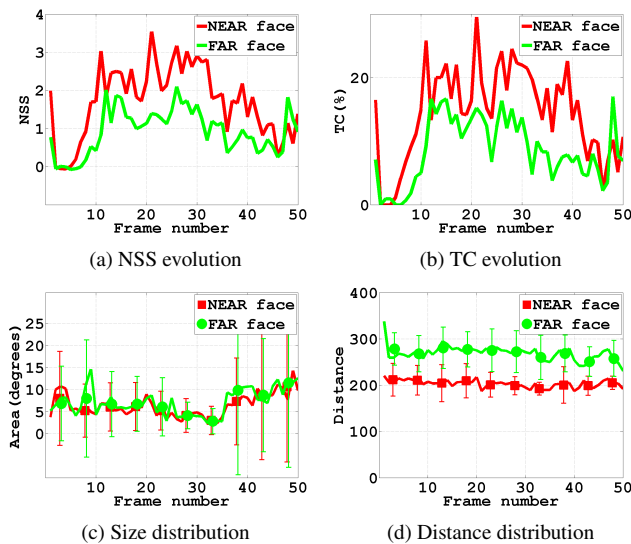 4
3
2
1
0
NSS
NEAR face
FAR face
10 20 30 40 50
Frame number
(a) NSS evolution
20
10
0
TC(%)
NEAR face
FAR face
10 20 30 40 50
Frame number
(b) TC evolution
25
20
15
10
5
0
Area(degrees)
NEAR face
FAR face
10 20 30 40 50
Frame number
(c) Size distribution
400
300
200
100
0
Distance
NEAR face
FAR face
10 20 30 40 50
Frame number
(d) Distance distribution